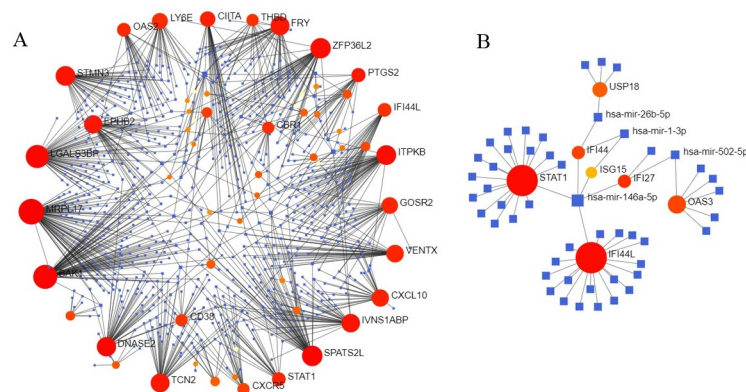 A
B
LY6E
CIITA
THBD
FRY
OAS2
ZFP36L2
STMN3
PTGS2
IFI44L
EPHB2
CBR1
ITPKB
LGALS3BP
GOSR2
MRPL17
VENTX
CXCL10
IVNS1ABP
CD38
DNASE2
SPATS2L
TCN2
CXCR5
STAT1
USP18
hsa-mir-26b-5p
hsa-mir-1-3p
IFI44
hsa-mir-502-5p
ISG15
STAT1
IFI27
hsa-mir-146a-5p
OAS3
IFI44L